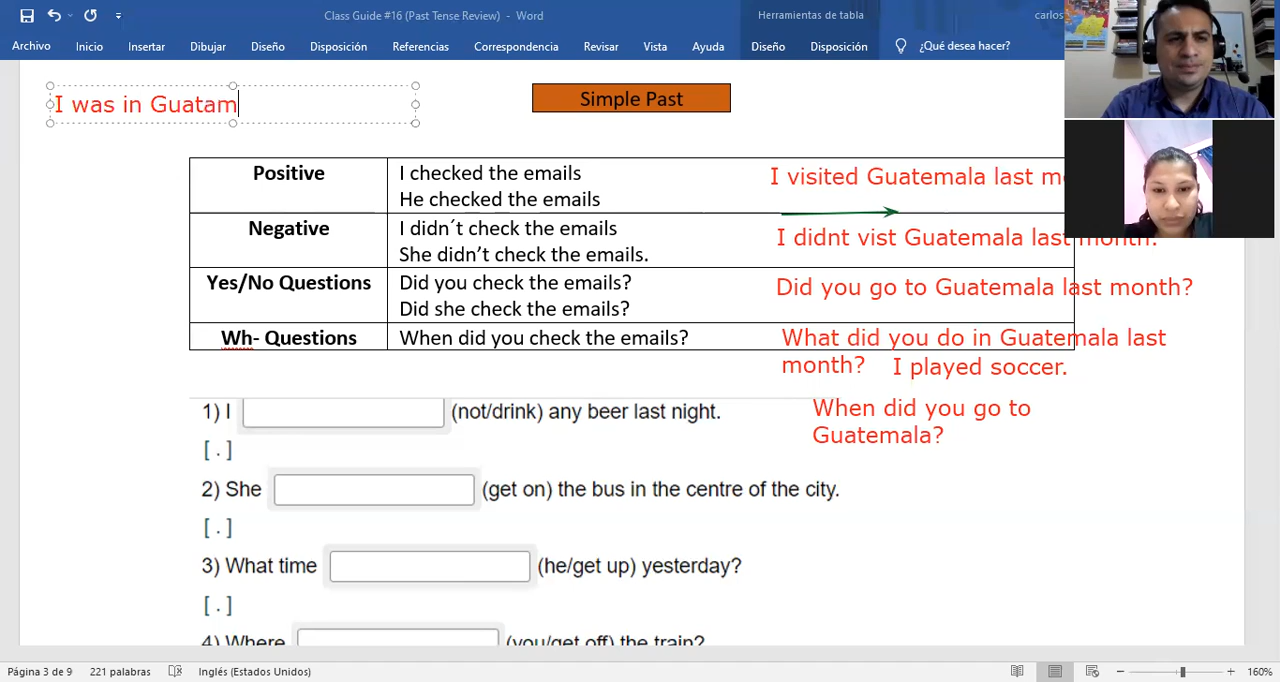 Class Guide #16 (Past Tense Review) - Word
Herramientas de tabla
carlos
Archivo Inicio Insertar Dibujar Diseño Disposición Referencias Correspondencia Revisar Vista Ayuda Diseño Disposición ¿Qué desea hacer?
I was in Guatam
Simple Past
Positive
I checked the emails
He checked the emails
I visited Guatemala last
Negative
I didn´t check the emails
She didn't check the emails.
I didnt vist Guatemala last month.
Yes/No Questions
Did you check the emails?
Did she check the emails?
Did you go to Guatemala last month?
Wh- Questions
When did you check the emails?
What did you do in Guatemala last
month? I played soccer.
When did you go to
Guatemala?
1) I (not/drink) any beer last night.
[ . ]
2) She (get on) the bus in the centre of the city.
[ . ]
3) What time (he/get up) yesterday?
[ . ]
4) Where (you/get off) the train?
Página 3 de 9 221 palabras Inglés (Estados Unidos) 160%